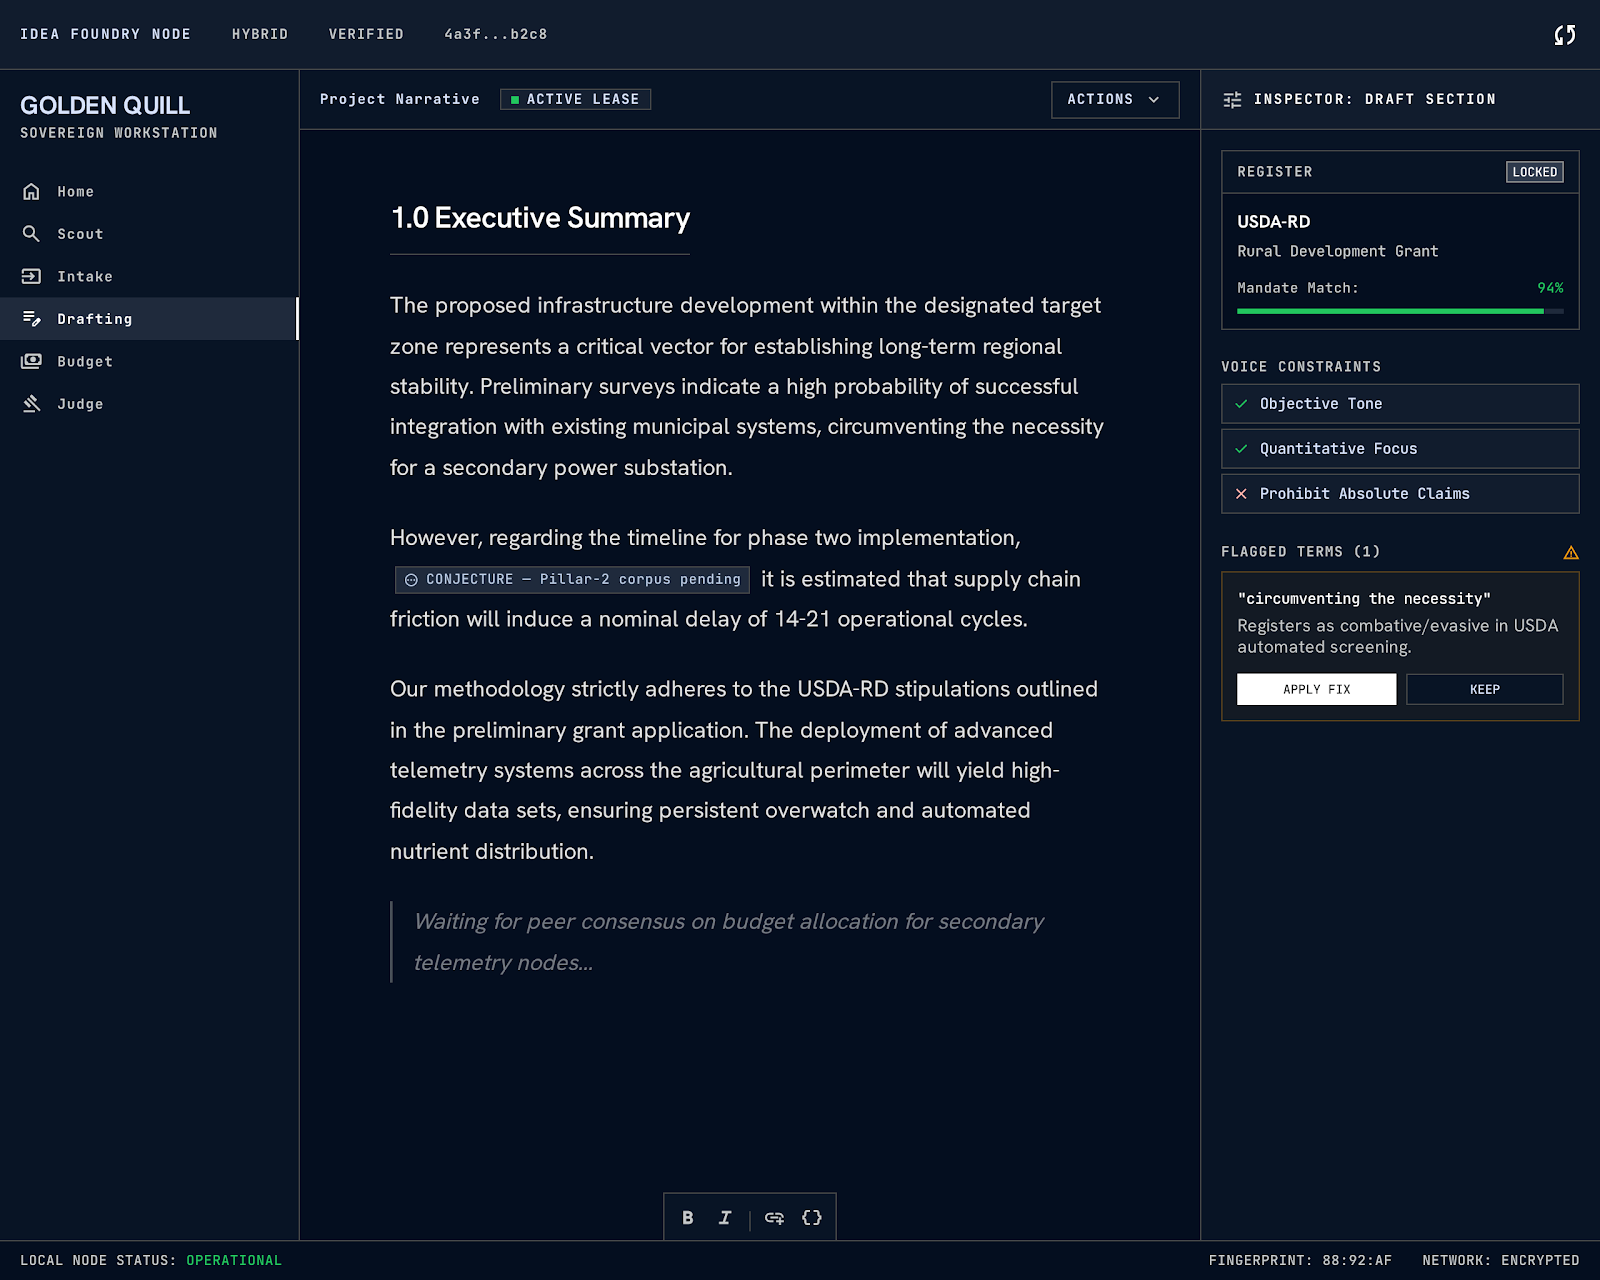 IDEA FOUNDRY NODE HYBRID VERIFIED 4a3f...b2c8
GOLDEN QUILL
SOVEREIGN WORKSTATION
Home
Scout
Intake
Drafting
Budget
Judge
Project Narrative ACTIVE LEASE ACTIONS
1.0 Executive Summary
The proposed infrastructure development within the designated target
zone represents a critical vector for establishing long-term regional
stability. Preliminary surveys indicate a high probability of successful
integration with existing municipal systems, circumventing the necessity
for a secondary power substation.
However, regarding the timeline for phase two implementation,
CONJECTURE — Pillar-2 corpus pending it is estimated that supply chain
friction will induce a nominal delay of 14-21 operational cycles.
Our methodology strictly adheres to the USDA-RD stipulations outlined
in the preliminary grant application. The deployment of advanced
telemetry systems across the agricultural perimeter will yield high-
fidelity data sets, ensuring persistent overwatch and automated
nutrient distribution.
Waiting for peer consensus on budget allocation for secondary
telemetry nodes...
B I
INSPECTOR: DRAFT SECTION
REGISTER LOCKED
USDA-RD
Rural Development Grant
Mandate Match: 94%
VOICE CONSTRAINTS
Objective Tone
Quantitative Focus
Prohibit Absolute Claims
FLAGGED TERMS (1)
"circumventing the necessity"
Registers as combative/evasive in USDA
automated screening.
APPLY FIX KEEP
LOCAL NODE STATUS: OPERATIONAL FINGERPRINT: 88:92:AF NETWORK: ENCRYPTED